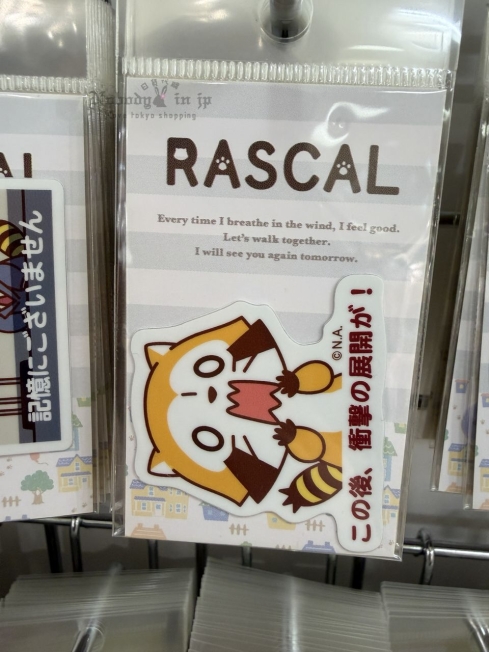 in jp
tokyo shopping
RASCAL
Every time I breathe in the wind, I feel good.
Let's walk together.
I will see you again tomorrow.
©N.A.
この後、衝撃の展開が！
AL
記憶にございません